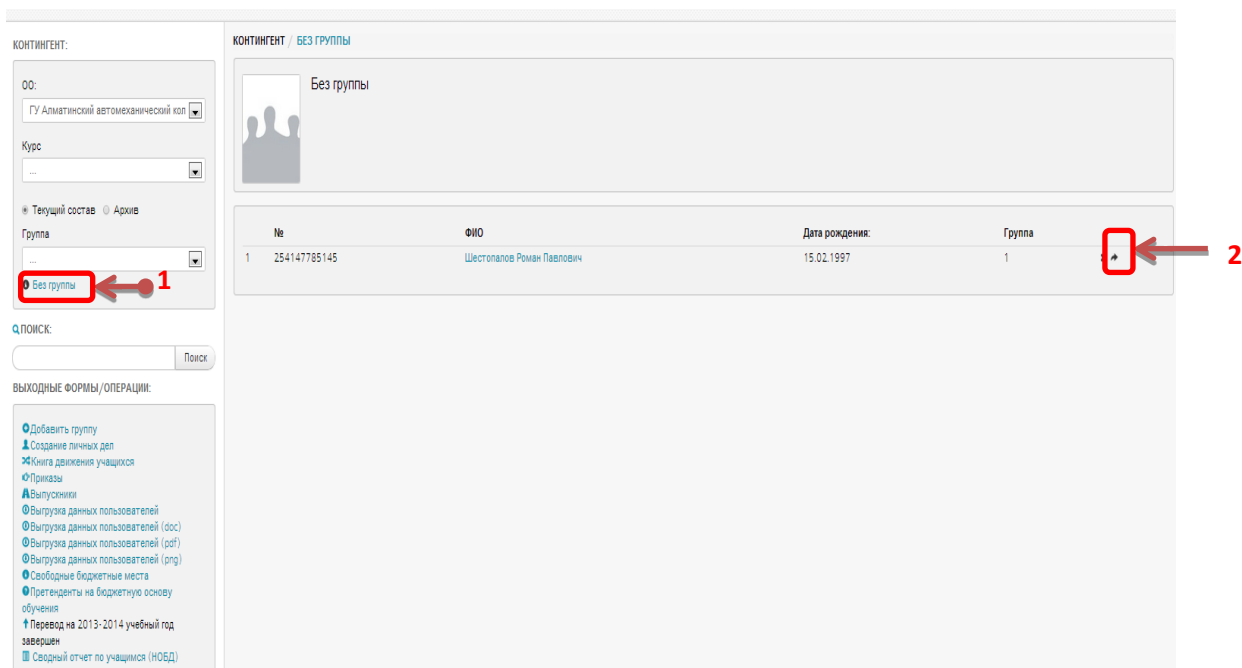 КОНТИНГЕНТ:
ОО:
ГУ Алматинский автомеханический кол
Курс
...
Текущий состав Архив
Группа
...
Без группы
1
ПОИСК:
Поиск
ВЫХОДНЫЕ ФОРМЫ/ОПЕРАЦИИ:
Добавить группу
Создание личных дел
Книга движения учащихся
Приказы
Выпускники
Выгрузка данных пользователей
Выгрузка данных пользователей (doc)
Выгрузка данных пользователей (pdf)
Выгрузка данных пользователей (png)
Свободные бюджетные места
Претенденты на бюджетную основу
обучения
Перевод на 2013-2014 учебный год
завершен
Сводный отчет по учащимся (НОБД)
КОНТИНГЕНТ / БЕЗ ГРУППЫ
Без группы
№ ФИО Дата рождения: Группа
1 254147785145 Шестопалов Роман Павлович 15.02.1997 1
2